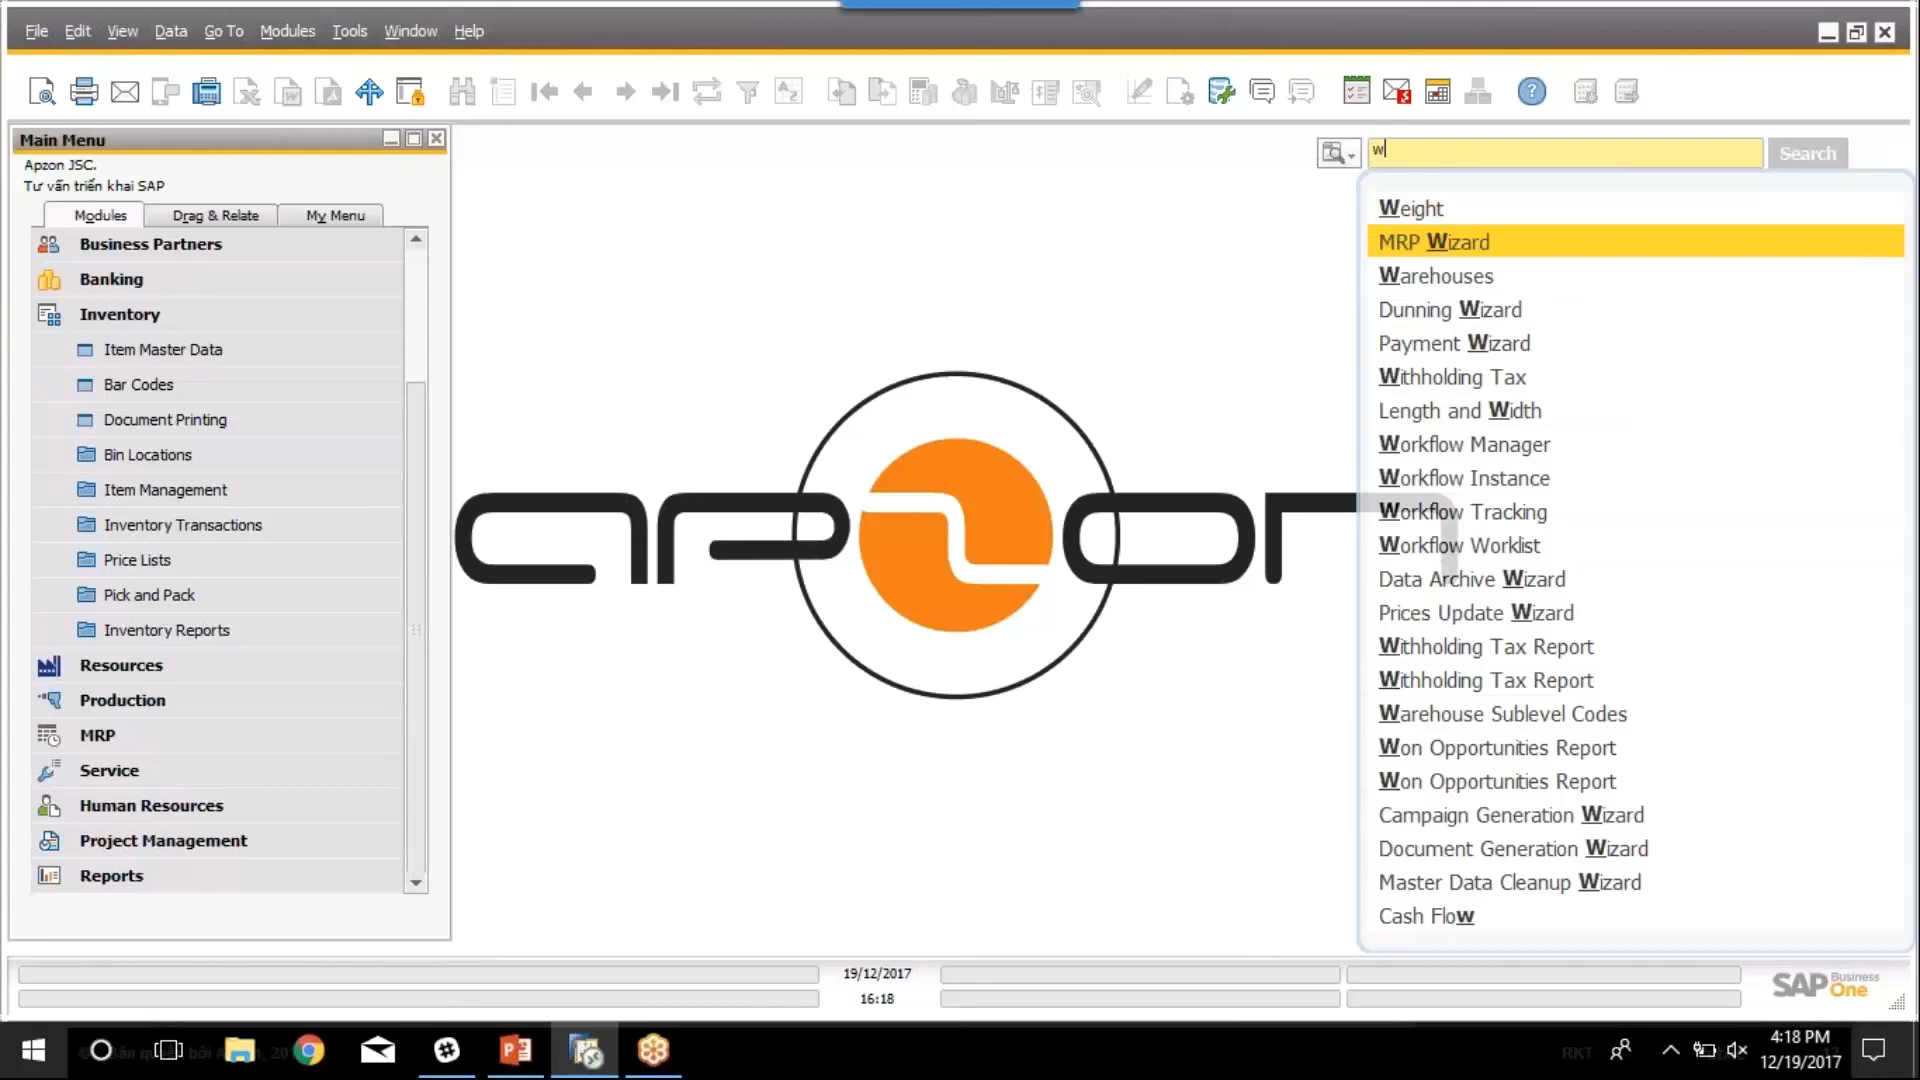 File Edit View Data Go To Modules Tools Window Help
Main Menu
Apzon JSC.
Tư vấn triển khai SAP
Modules Drag & Relate My Menu
Business Partners
Banking
Inventory
Item Master Data
Bar Codes
Document Printing
Bin Locations
Item Management
Inventory Transactions
Price Lists
Pick and Pack
Inventory Reports
Resources
Production
MRP
Service
Human Resources
Project Management
Reports
apzon
w Search
Weight
MRP Wizard
Warehouses
Dunning Wizard
Payment Wizard
Withholding Tax
Length and Width
Workflow Manager
Workflow Instance
Workflow Tracking
Workflow Worklist
Data Archive Wizard
Prices Update Wizard
Withholding Tax Report
Withholding Tax Report
Warehouse Sublevel Codes
Won Opportunities Report
Won Opportunities Report
Campaign Generation Wizard
Document Generation Wizard
Master Data Cleanup Wizard
Cash Flow
19/12/2017
16:18
SAP Business One
RKT
4:18 PM
12/19/2017